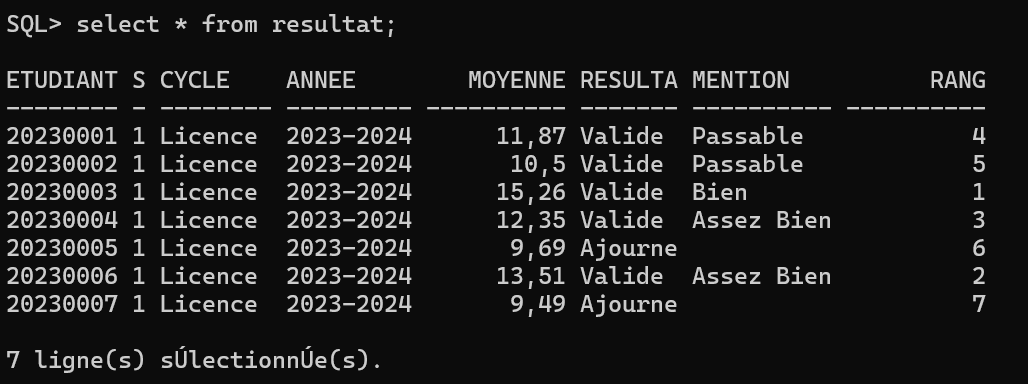 SQL> select * from resultat;
ETUDIANT S CYCLE    ANNEE        MOYENNE RESULTA MENTION          RANG
-------- - -------- --------- ---------- ------- ---------- ----------
20230001 1 Licence  2023-2024      11,87 Valide  Passable            4
20230002 1 Licence  2023-2024       10,5 Valide  Passable            5
20230003 1 Licence  2023-2024      15,26 Valide  Bien                1
20230004 1 Licence  2023-2024      12,35 Valide  Assez Bien          3
20230005 1 Licence  2023-2024       9,69 Ajourne                     6
20230006 1 Licence  2023-2024      13,51 Valide  Assez Bien          2
20230007 1 Licence  2023-2024       9,49 Ajourne                     7
7 ligne(s) sÚlectionnÚe(s).